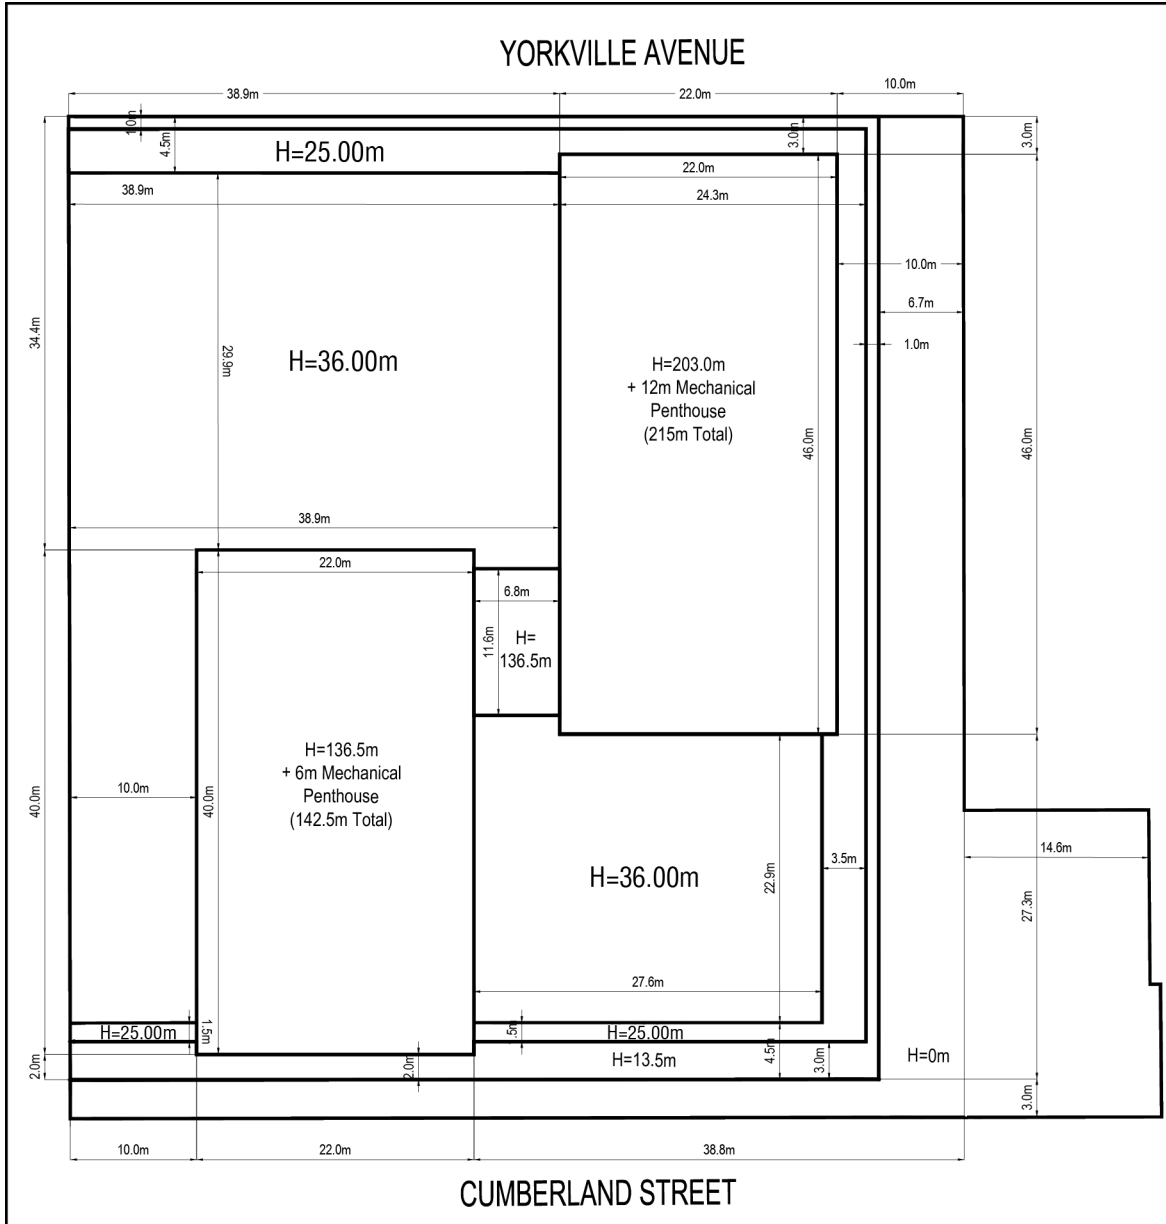 YORKVILLE AVENUE
38.9m
22.0m
10.0m
1.0m
4.5m
H=25.00m
3.0m
3.0m
38.9m
22.0m
24.3m
10.0m
6.7m
1.0m
34.4m
29.9m
H=36.00m
H=203.0m
+ 12m Mechanical
Penthouse
(215m Total)
46.0m
46.0m
38.9m
22.0m
6.8m
11.6m
H=
136.5m
H=136.5m
+ 6m Mechanical
Penthouse
(142.5m Total)
10.0m
40.0m
40.0m
H=36.00m
22.9m
3.5m
14.6m
27.3m
27.6m
H=25.00m
1.5m
.5m
H=25.00m
4.5m
H=13.5m
3.0m
H=0m
2.0m
2.0m
3.0m
10.0m
22.0m
38.8m
CUMBERLAND STREET